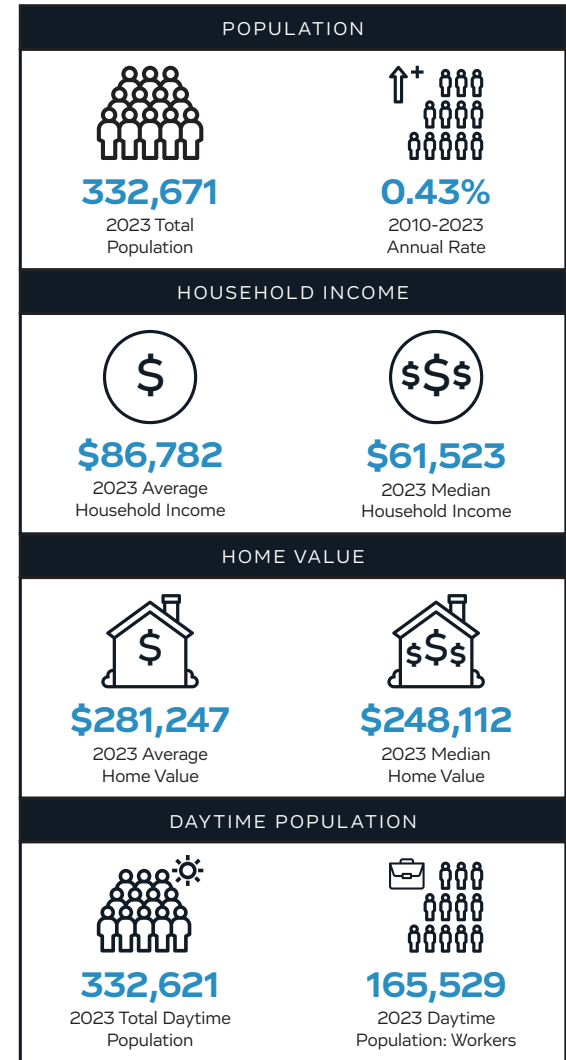 POPULATION
332,671
2023 Total
Population
0.43%
2010-2023
Annual Rate
HOUSEHOLD INCOME
$
$86,782
2023 Average
Household Income
$$$
$61,523
2023 Median
Household Income
HOME VALUE
$
$281,247
2023 Average
Home Value
$$$
$248,112
2023 Median
Home Value
DAYTIME POPULATION
332,621
2023 Total Daytime
Population
165,529
2023 Daytime
Population: Workers